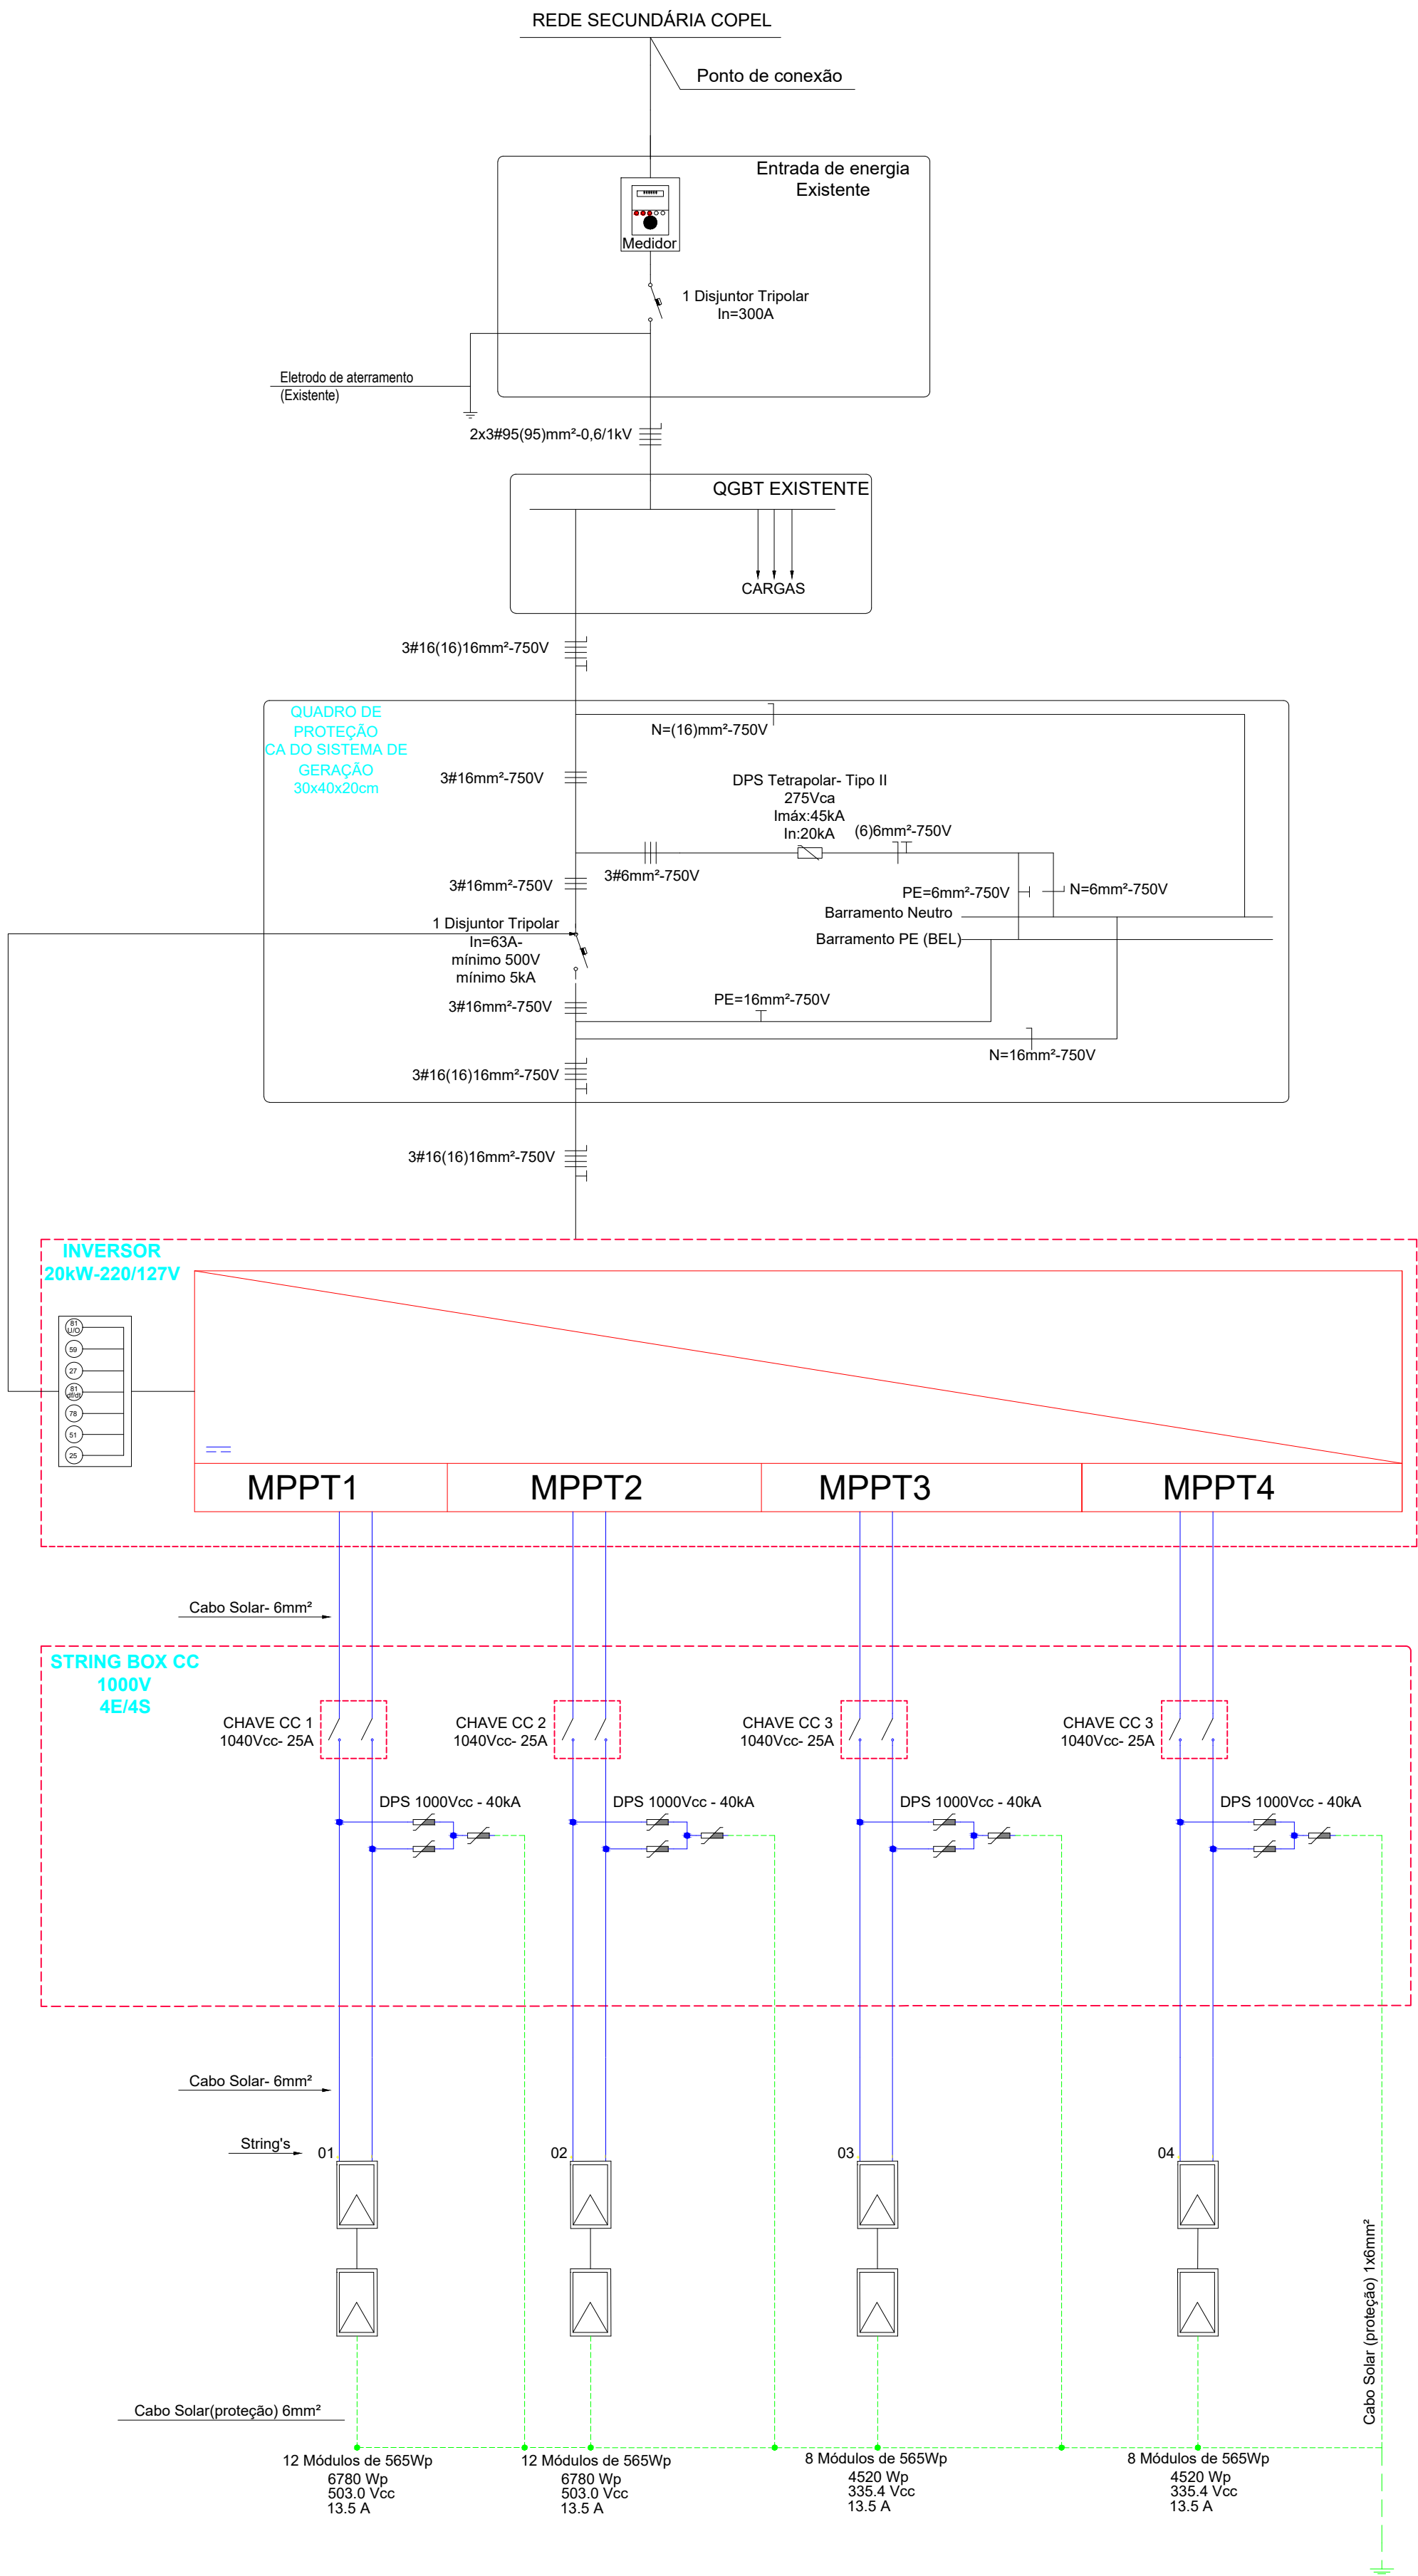 REDE SECUNDÁRIA COPEL
Ponto de conexão
Entrada de energia
Existente
Medidor
1 Disjuntor Tripolar
In=300A
Eletrodo de aterramento
(Existente)
2x3#95(95)mm²-0,6/1kV
QGBT EXISTENTE
CARGAS
3#16(16)16mm²-750V
QUADRO DE
PROTEÇÃO
CA DO SISTEMA DE
GERAÇÃO
30x40x20cm
N=(16)mm²-750V
3#16mm²-750V
DPS Tetrapolar- Tipo II
275Vca
Imáx:45kA
In:20kA
(6)6mm²-750V
3#6mm²-750V
3#16mm²-750V
PE=6mm²-750V
N=6mm²-750V
Barramento Neutro
Barramento PE (BEL)
1 Disjuntor Tripolar
In=63A-
mínimo 500V
mínimo 5kA
3#16mm²-750V
PE=16mm²-750V
N=16mm²-750V
3#16(16)16mm²-750V
3#16(16)16mm²-750V
INVERSOR
20kW-220/127V
81
U/O
59
27
81
df/dt
78
51
25
MPPT1
MPPT2
MPPT3
MPPT4
Cabo Solar- 6mm²
STRING BOX CC
1000V
4E/4S
CHAVE CC 1
1040Vcc- 25A
CHAVE CC 2
1040Vcc- 25A
CHAVE CC 3
1040Vcc- 25A
CHAVE CC 3
1040Vcc- 25A
DPS 1000Vcc - 40kA
DPS 1000Vcc - 40kA
DPS 1000Vcc - 40kA
DPS 1000Vcc - 40kA
Cabo Solar- 6mm²
String's
01
02
03
04
Cabo Solar (proteção) 1x6mm²
Cabo Solar(proteção) 6mm²
12 Módulos de 565Wp
6780 Wp
503.0 Vcc
13.5 A
12 Módulos de 565Wp
6780 Wp
503.0 Vcc
13.5 A
8 Módulos de 565Wp
4520 Wp
335.4 Vcc
13.5 A
8 Módulos de 565Wp
4520 Wp
335.4 Vcc
13.5 A